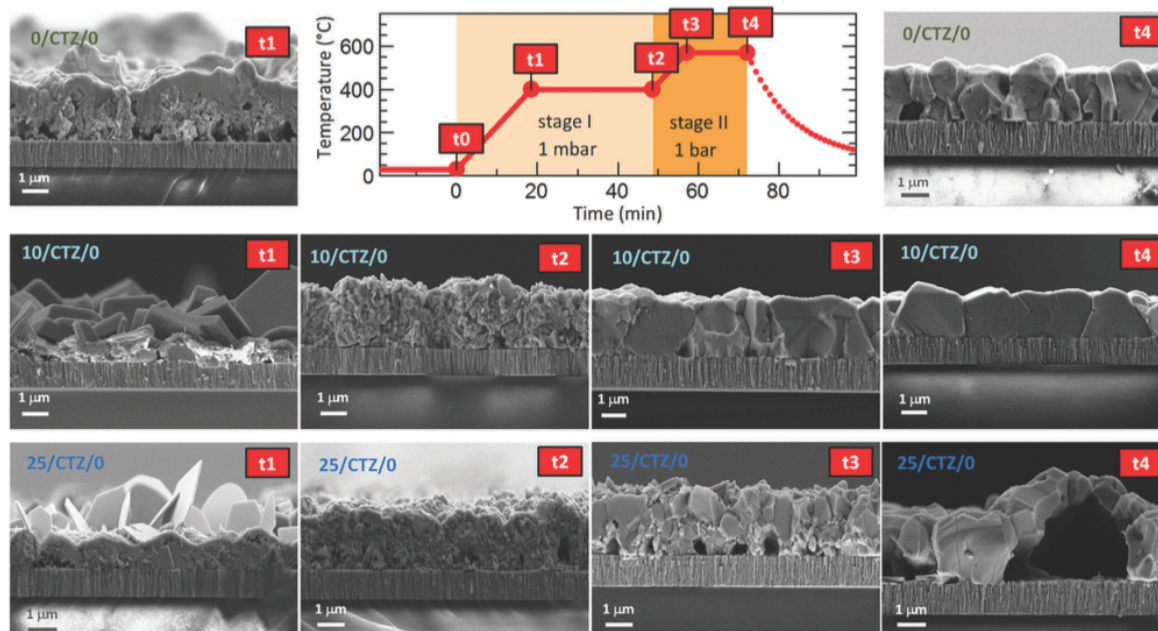 0/CTZ/0
t1
1 µm
Temperature (°C)
600
400
200
0
t0
t1
t2
t3
t4
stage I
1 mbar
stage II
1 bar
0
20
40
60
80
Time (min)
0/CTZ/0
t4
1 µm
10/CTZ/0
t1
1 µm
10/CTZ/0
t2
1 µm
10/CTZ/0
t3
1 µm
10/CTZ/0
t4
1 µm
25/CTZ/0
t1
1 µm
25/CTZ/0
t2
1 µm
25/CTZ/0
t3
1 µm
25/CTZ/0
t4
1 µm